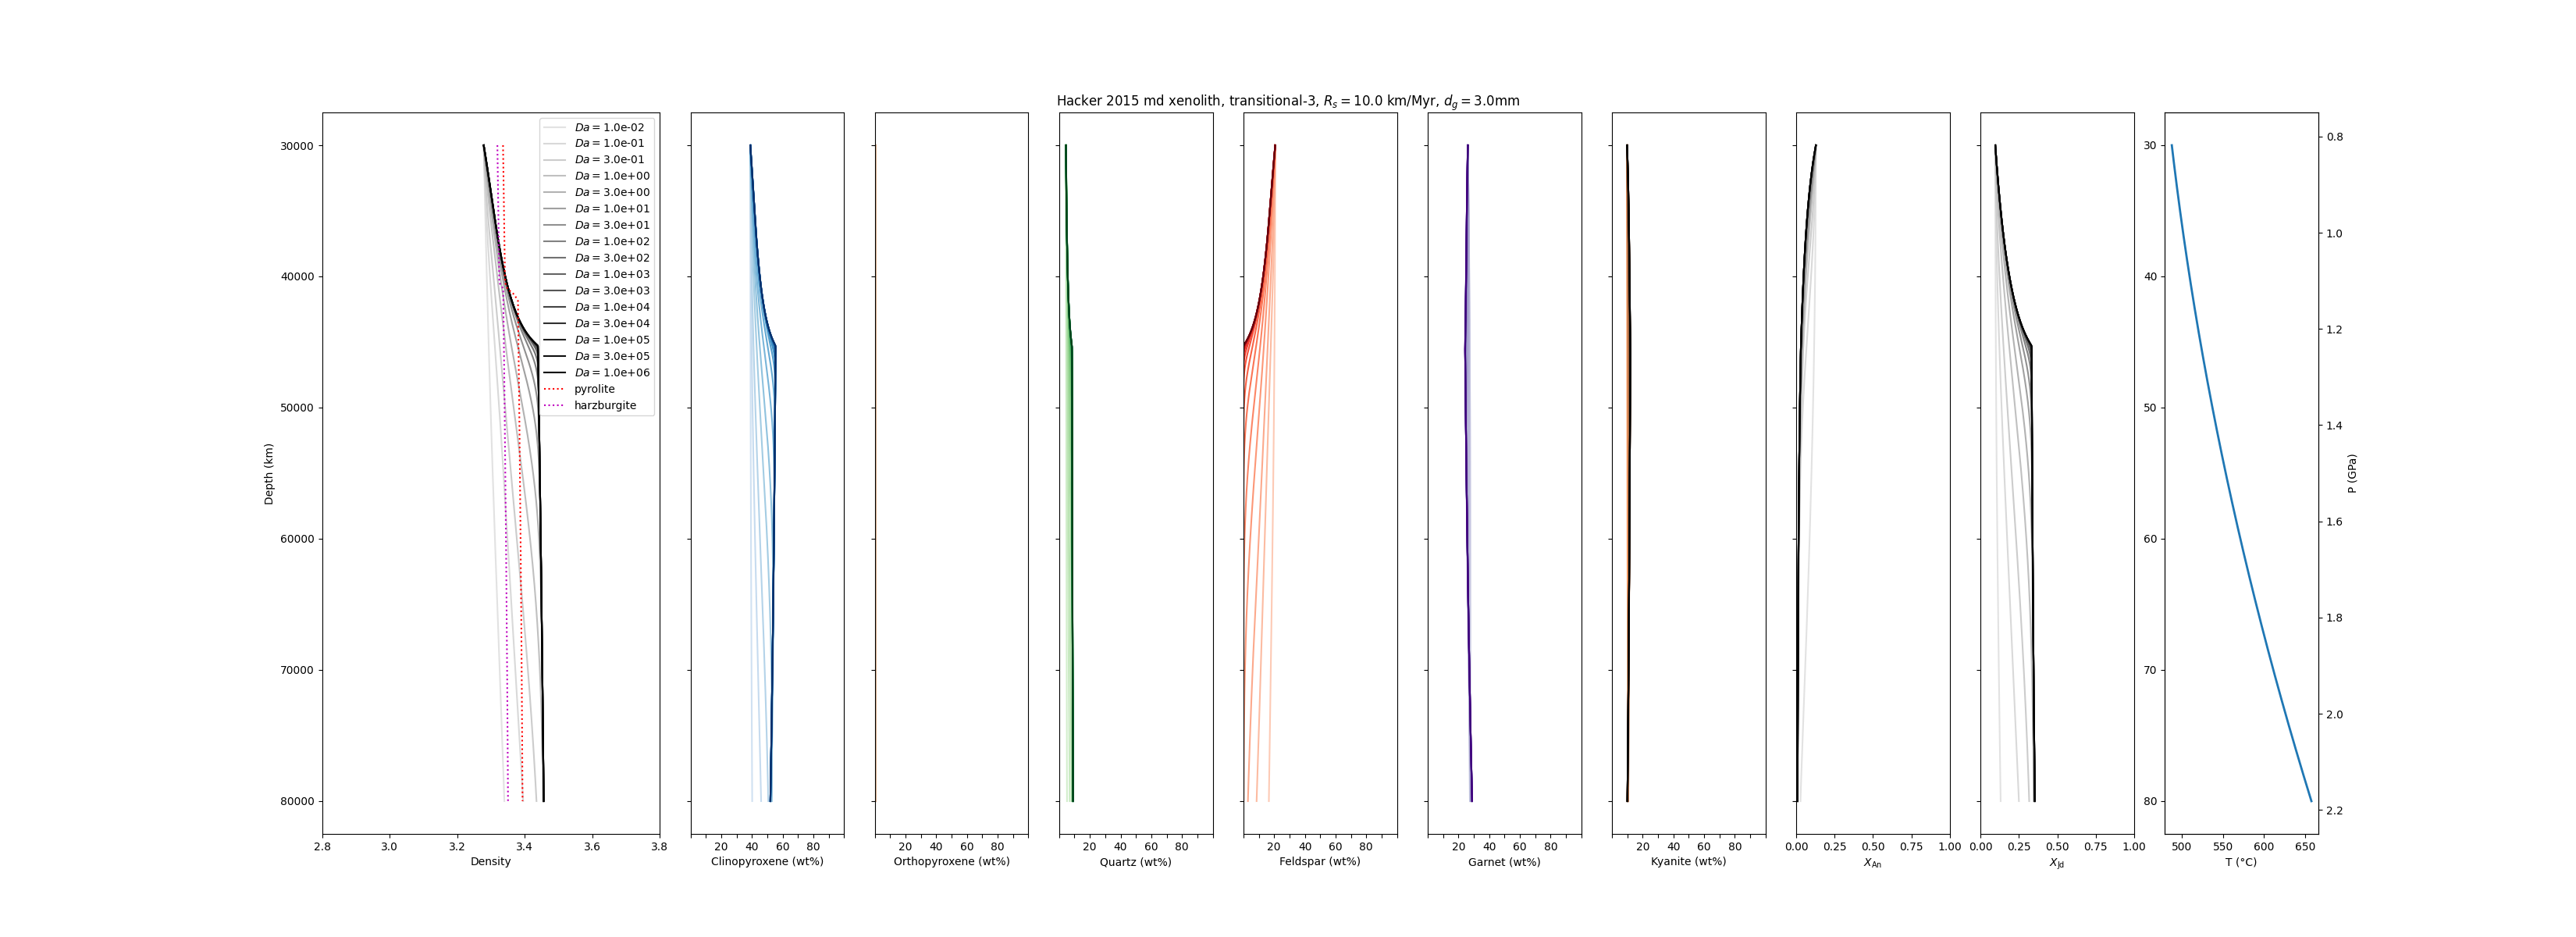 Hacker 2015 md xenolith, transitional-3, $R_s = 10.0$ km/Myr, $d_g = 3.0$mm
Da = 1.0e-02
Da = 1.0e-01
Da = 3.0e-01
Da = 1.0e+00
Da = 3.0e+00
Da = 1.0e+01
Da = 3.0e+01
Da = 1.0e+02
Da = 3.0e+02
Da = 1.0e+03
Da = 3.0e+03
Da = 1.0e+04
Da = 3.0e+04
Da = 1.0e+05
Da = 3.0e+05
Da = 1.0e+06
pyrolite
harzburgite
Depth (km)
30000
40000
50000
60000
70000
80000
2.8 3.0 3.2 3.4 3.6 3.8
Density
20 40 60 80
Clinopyroxene (wt%)
20 40 60 80
Orthopyroxene (wt%)
20 40 60 80
Quartz (wt%)
20 40 60 80
Feldspar (wt%)
20 40 60 80
Garnet (wt%)
20 40 60 80
Kyanite (wt%)
0.00 0.25 0.50 0.75 1.00
$X_{An}$
0.00 0.25 0.50 0.75 1.00
$X_{Jd}$
30
40
50
60
70
80
500 550 600 650
T (°C)
0.8
1.0
1.2
1.4
1.6
1.8
2.0
2.2
P (GPa)